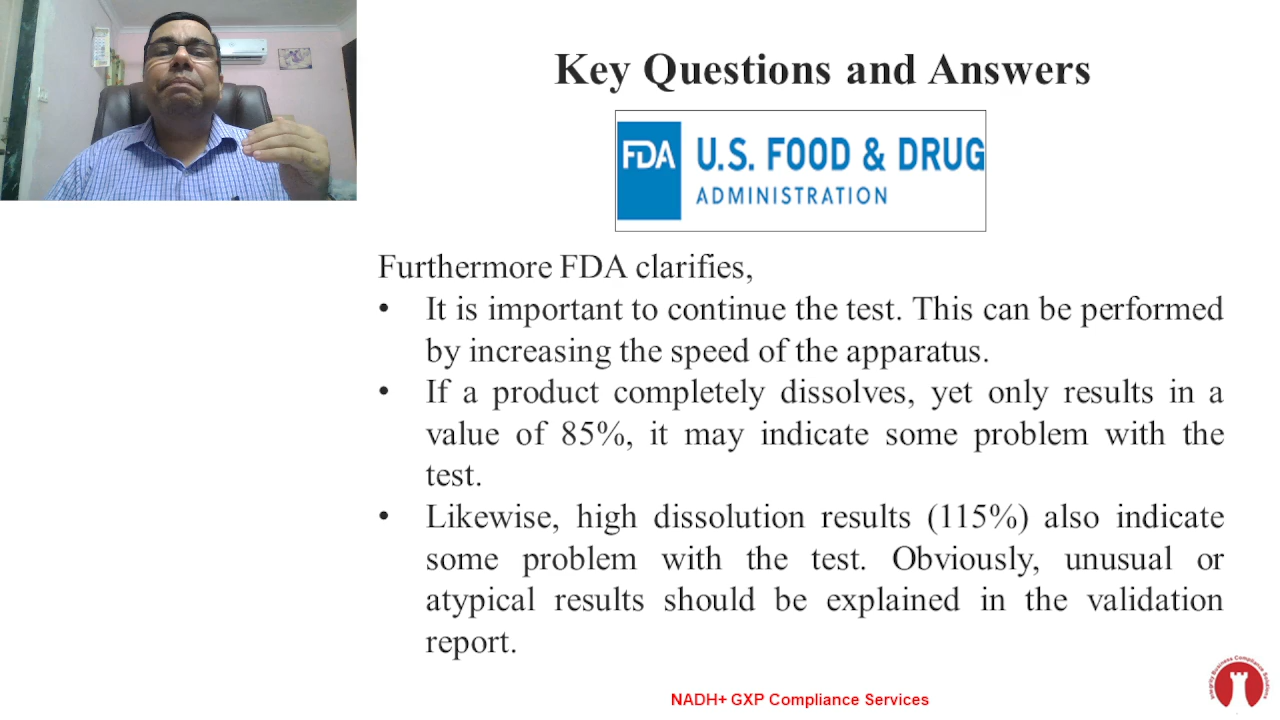 Key Questions and Answers
FDA U.S. FOOD & DRUG
ADMINISTRATION
Furthermore FDA clarifies,
• It is important to continue the test. This can be performed
by increasing the speed of the apparatus.
• If a product completely dissolves, yet only results in a
value of 85%, it may indicate some problem with the
test.
• Likewise, high dissolution results (115%) also indicate
some problem with the test. Obviously, unusual or
atypical results should be explained in the validation
report.
NADH+ GXP Compliance Services
Integrity Business Compliance Solutions